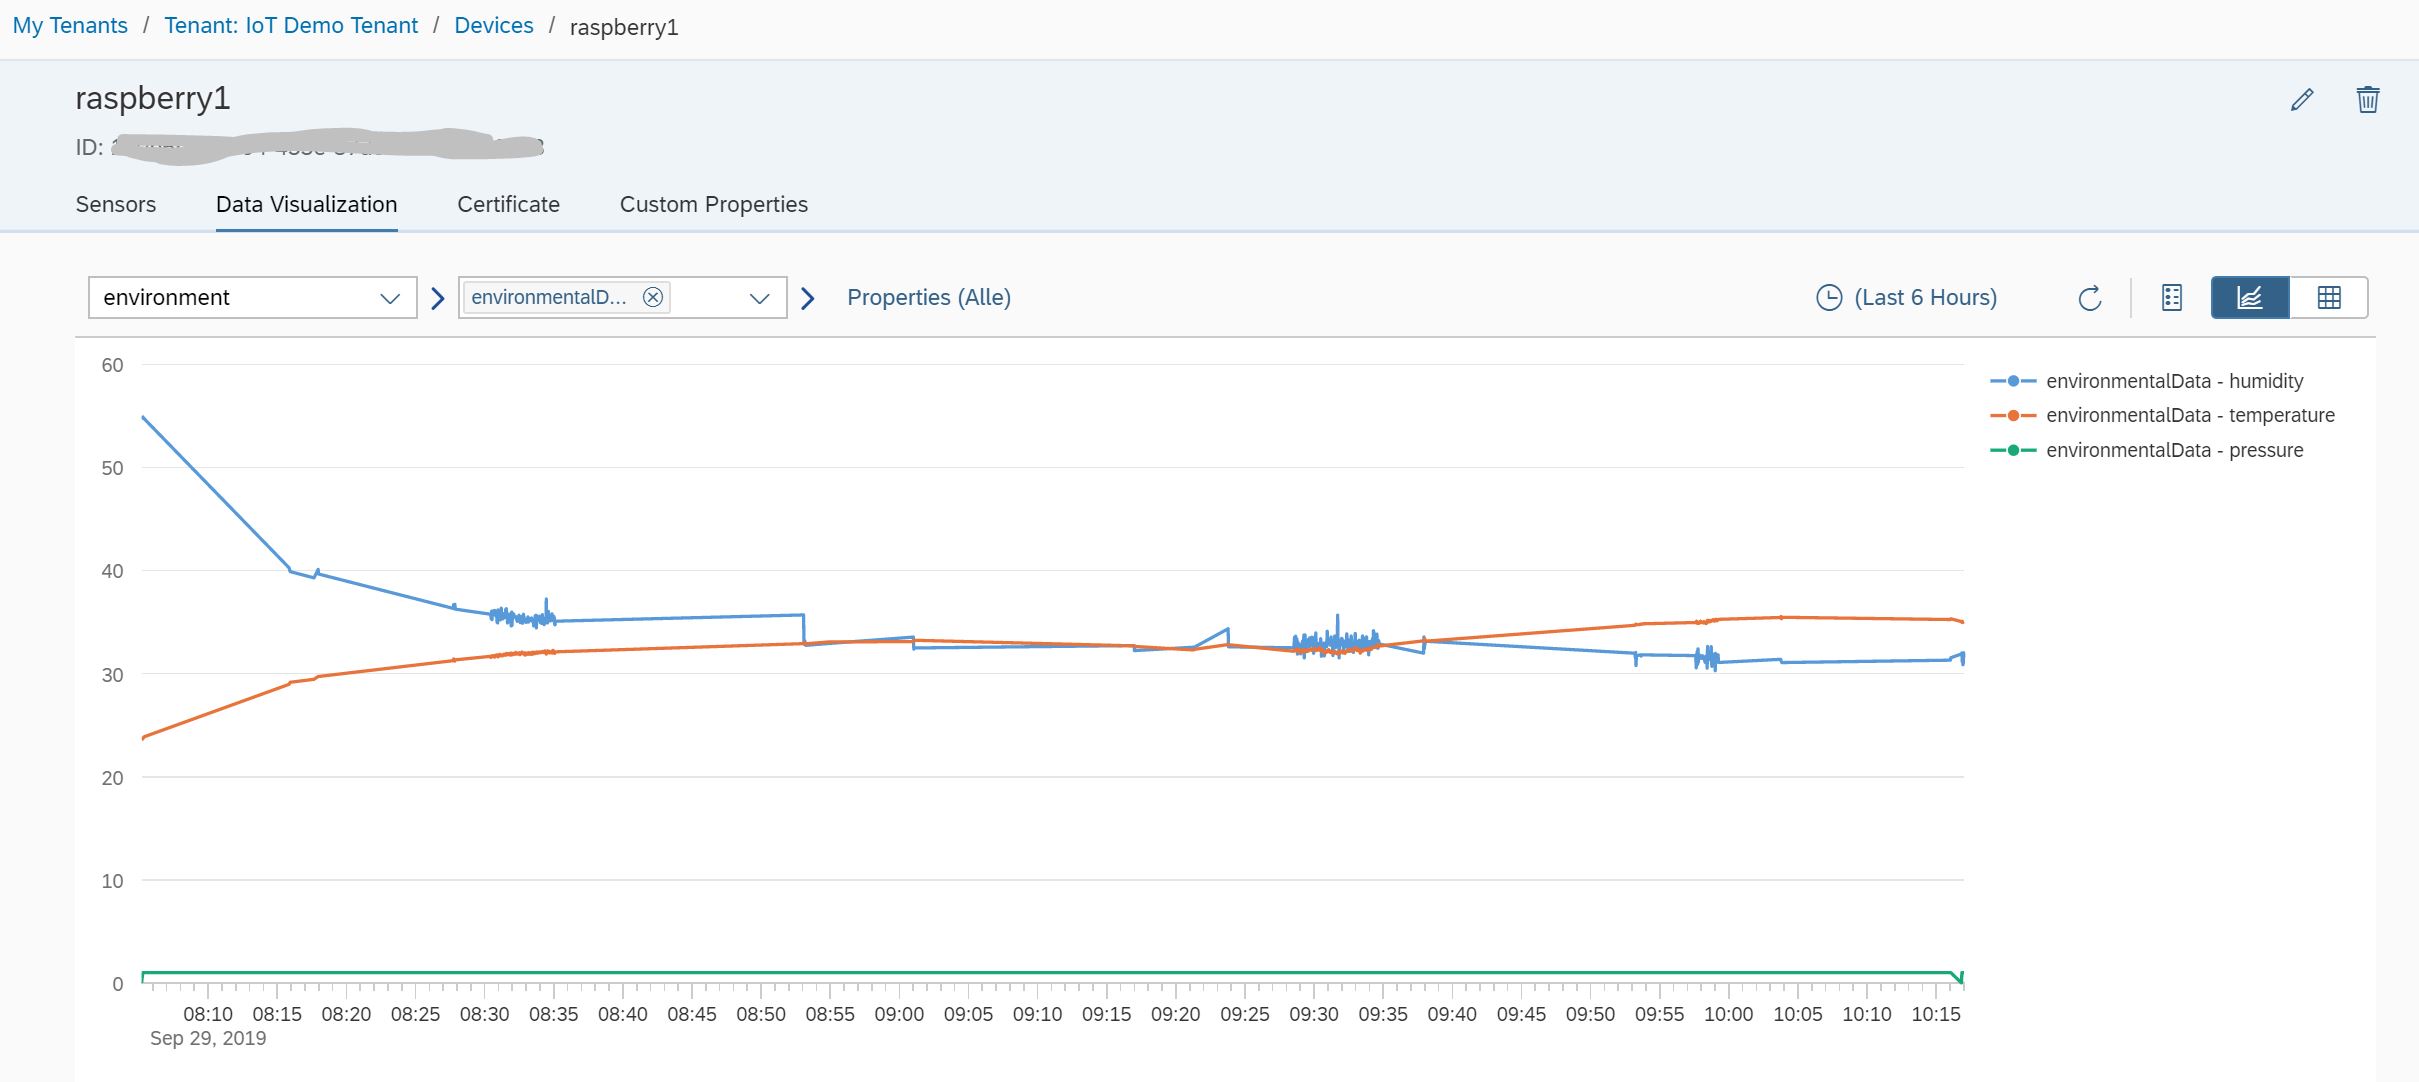 My Tenants / Tenant: IoT Demo Tenant / Devices / raspberry1
raspberry1
ID:
Sensors Data Visualization Certificate Custom Properties
environment environmentalD... Properties (Alle) (Last 6 Hours)
60
50
40
30
20
10
0
environmentalData - humidity
environmentalData - temperature
environmentalData - pressure
08:10 08:15 08:20 08:25 08:30 08:35 08:40 08:45 08:50 08:55 09:00 09:05 09:10 09:15 09:20 09:25 09:30 09:35 09:40 09:45 09:50 09:55 10:00 10:05 10:10 10:15
Sep 29, 2019